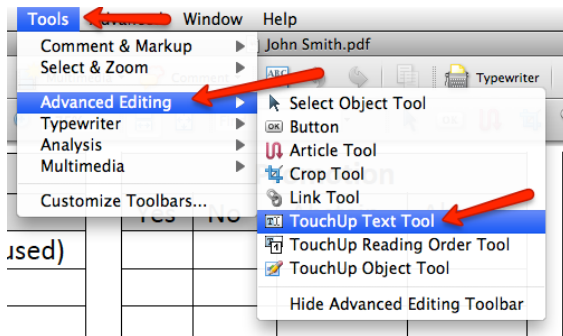 Tools Advanced Window Help
Comment & Markup
Select & Zoom
Advanced Editing
Typewriter
Analysis
Multimedia
Customize Toolbars...
John Smith.pdf
Typewriter
Select Object Tool
Button
Article Tool
Crop Tool
Link Tool
TouchUp Text Tool
TouchUp Reading Order Tool
TouchUp Object Tool
Hide Advanced Editing Toolbar
Yes No
used)